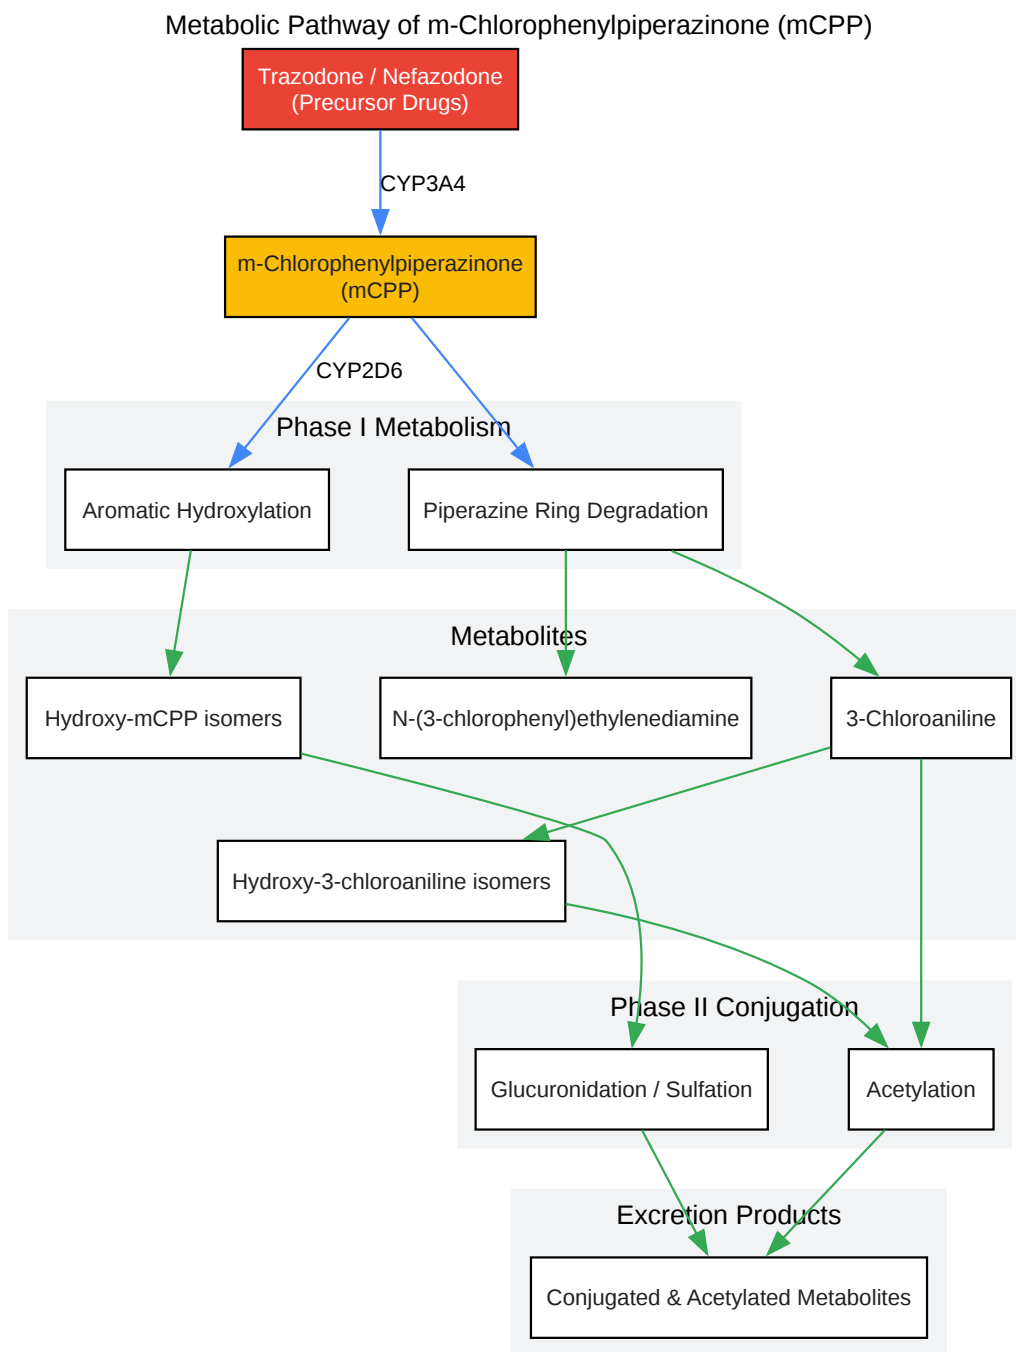 Metabolic Pathway of m-Chlorophenylpiperazinone (mCPP)
Trazodone / Nefazodone
(Precursor Drugs)
CYP3A4
m-Chlorophenylpiperazinone
(mCPP)
CYP2D6
Phase I Metabolism
Aromatic Hydroxylation
Piperazine Ring Degradation
Metabolites
Hydroxy-mCPP isomers
N-(3-chlorophenyl)ethylenediamine
3-Chloroaniline
Hydroxy-3-chloroaniline isomers
Phase II Conjugation
Glucuronidation / Sulfation
Acetylation
Excretion Products
Conjugated & Acetylated Metabolites